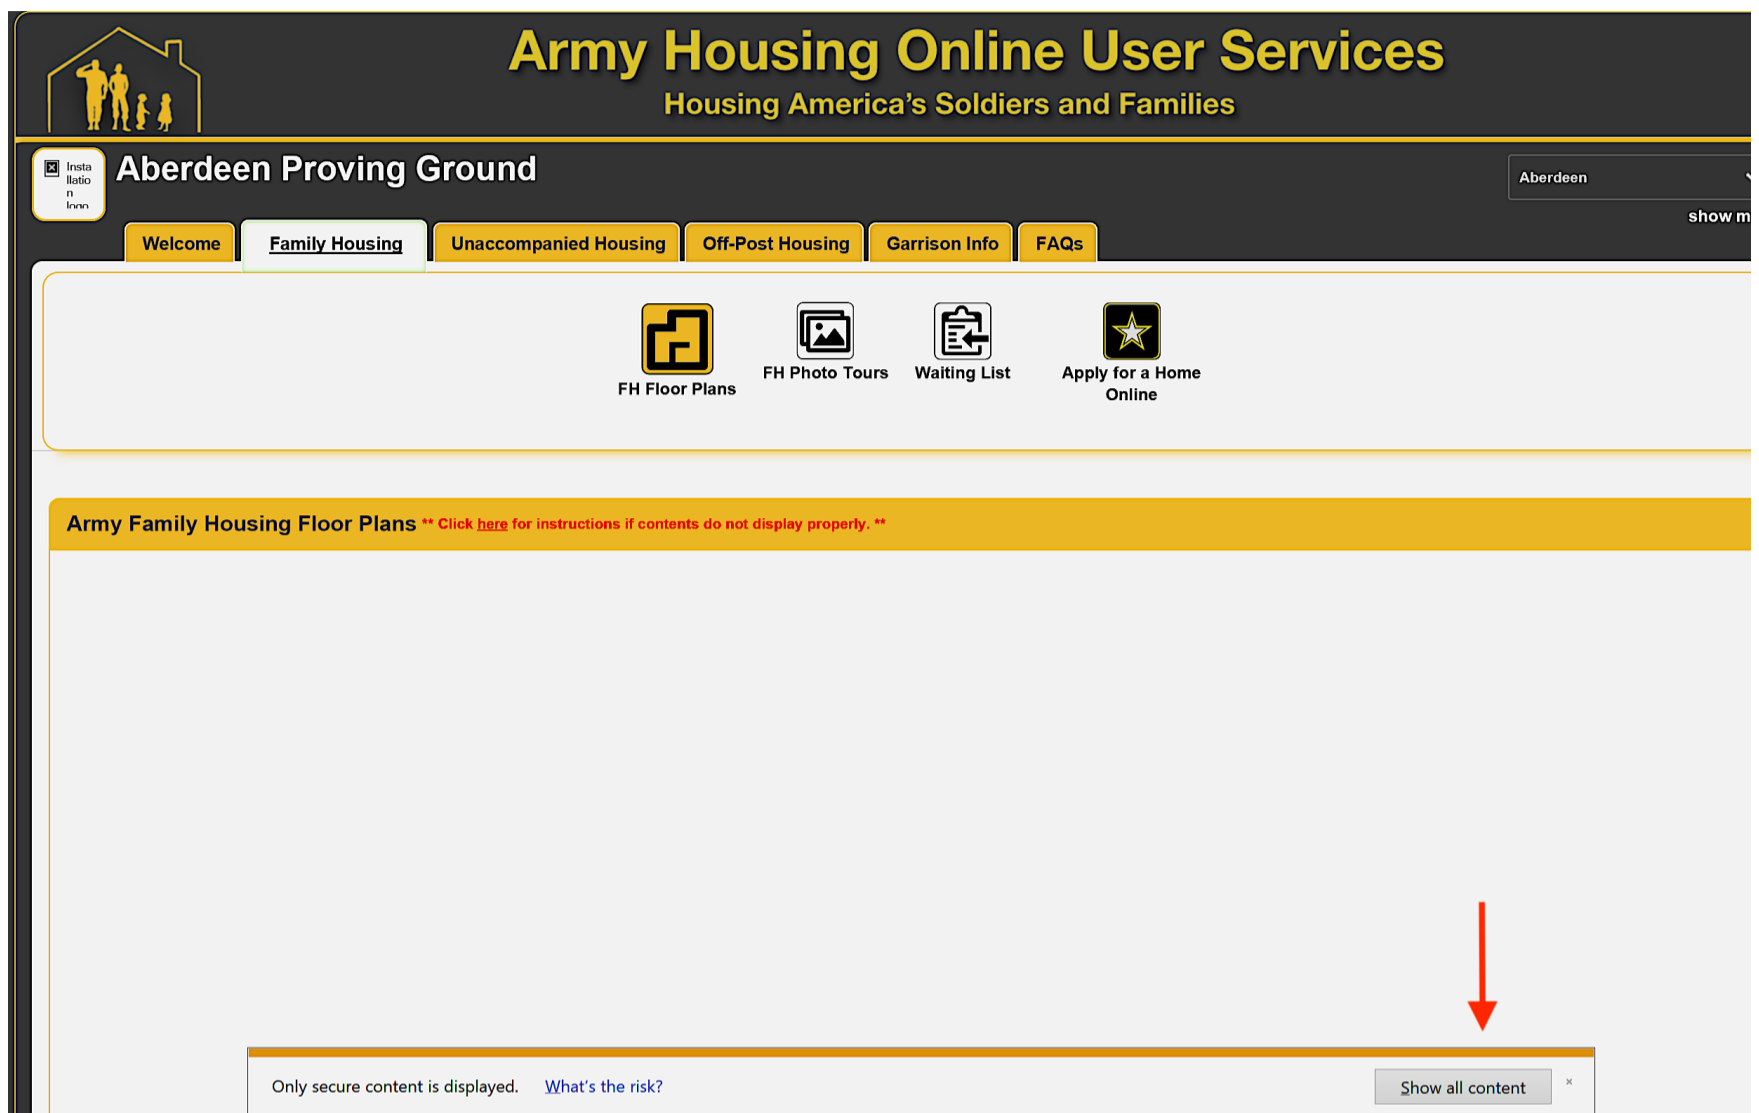 Army Housing Online User Services
Housing America's Soldiers and Families
Insta
llatio
n
logo
Aberdeen Proving Ground
Aberdeen
show m
Welcome
Family Housing
Unaccompanied Housing
Off-Post Housing
Garrison Info
FAQs
FH Floor Plans
FH Photo Tours
Waiting List
Apply for a Home
Online
Army Family Housing Floor Plans ** Click here for instructions if contents do not display properly. **
Only secure content is displayed. What's the risk?
Show all content
×